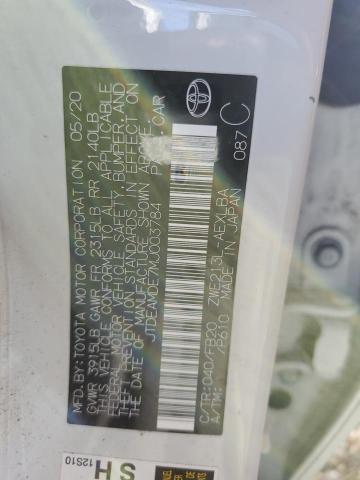 MFD. BY: TOYOTA MOTOR CORPORATION 05/20
GVWR 3915LB GAWR FR 2315LB RR 2140LB
THIS VEHICLE CONFORMS TO ALL APPLICABLE
FEDERAL MOTOR VEHICLE SAFETY, BUMPER, AND
THEFT PREVENTION STANDARDS IN EFFECT ON
THE DATE OF MANUFACTURE SHOWN ABOVE.
PASS. CAR
C/TR:040/FB20 ZWE213L-AEXLBA
A/TM: /P610 MADE IN JAPAN
087 C
SH
12S10